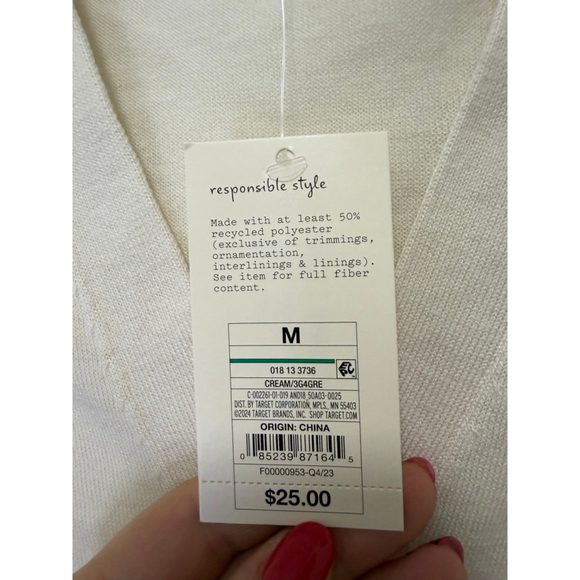 responsible style
Made with at least 50%
recycled polyester
(exclusive of trimmings,
ornamentation,
interlinings & linings).
See item for full fiber
content.
M
018 13 3736
CREAM/3G4GRE
C-002261-01-019 AND18_50A03-0025
DIST. BY TARGET CORPORATION, MPLS, MN 55403
©2024 TARGET BRANDS, INC. SHOP TARGET.COM
ORIGIN: CHINA
0 85239 87164 5
F00000953-Q4/23
$25.00